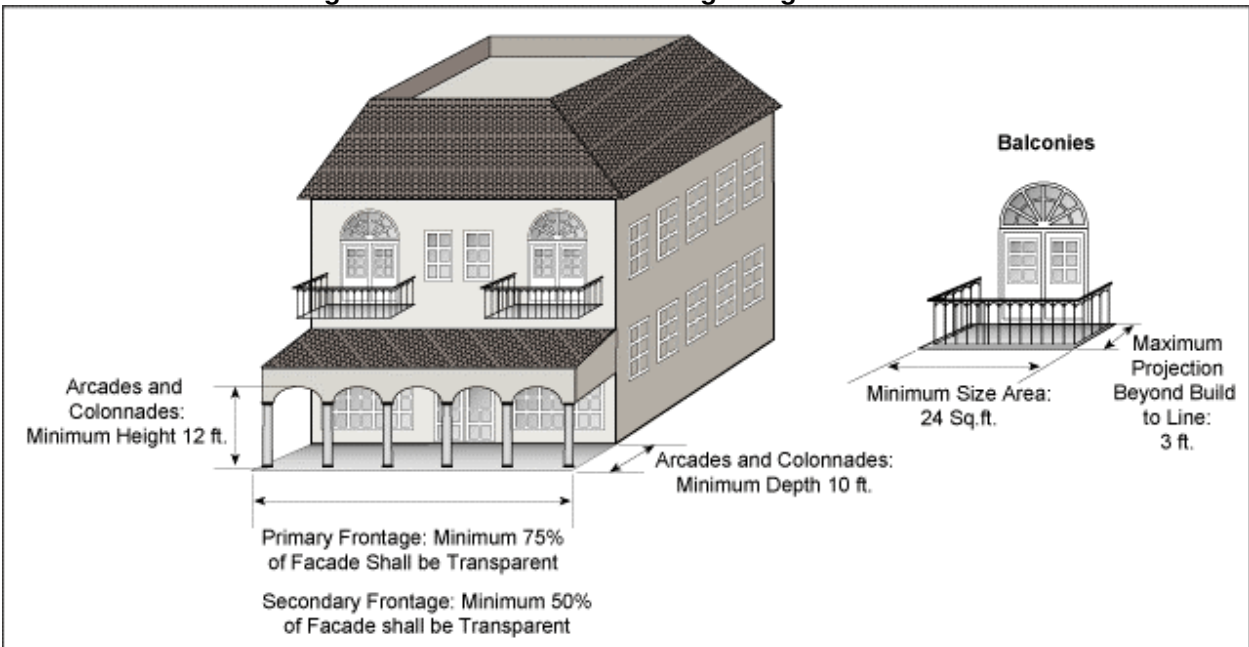 Balconies
Arcades and
Colonnades:
Minimum Height 12 ft.
Maximum
Projection
Beyond Build
to Line:
3 ft.
Minimum Size Area:
24 Sq.ft.
Arcades and Colonnades:
Minimum Depth 10 ft.
Primary Frontage: Minimum 75%
of Facade Shall be Transparent
Secondary Frontage: Minimum 50%
of Facade shall be Transparent